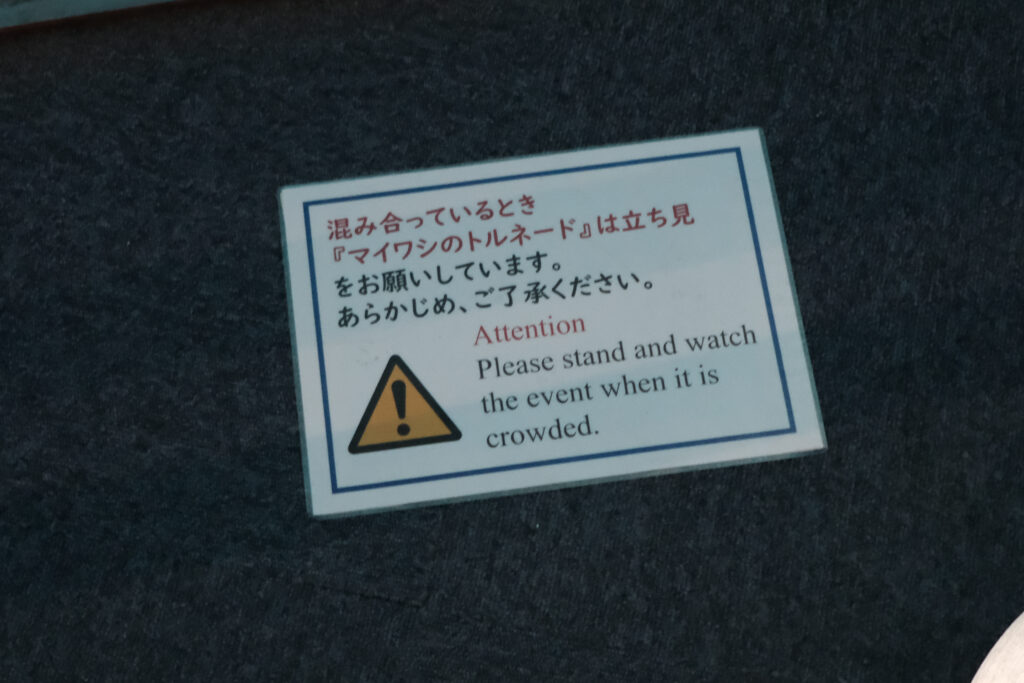 混み合っているとき
『マイワシのトルネード』は立ち見
をお願いしています。
あらかじめ、ご了承ください。
Attention
Please stand and watch
the event when it is
crowded.